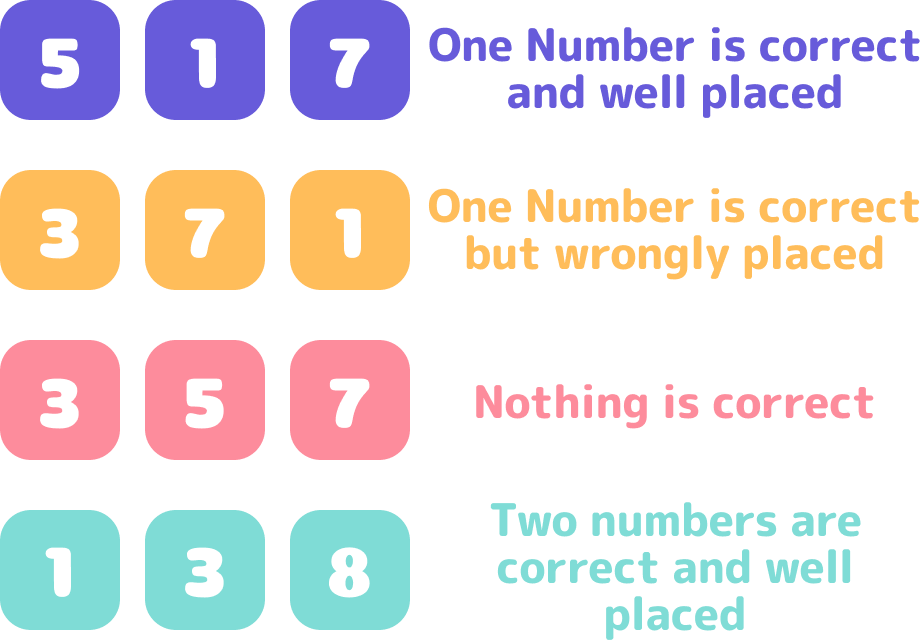 5 1 7 One Number is correct
and well placed
3 7 1 One Number is correct
but wrongly placed
3 5 7 Nothing is correct
1 3 8 Two numbers are
correct and well
placed